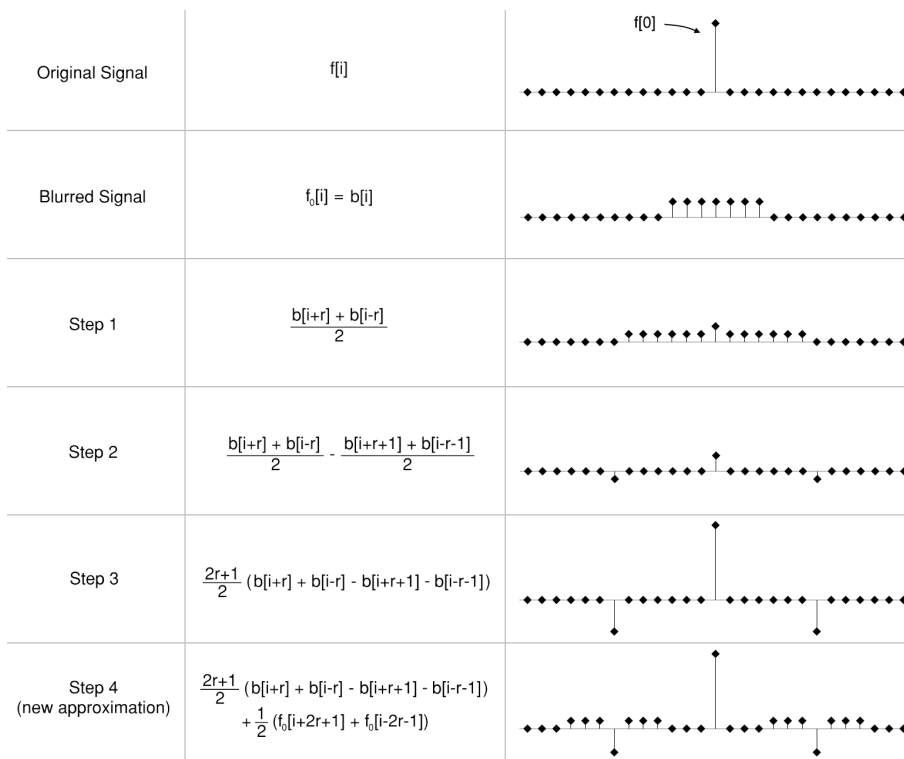 Original Signal
f[i]
f[0]
Blurred Signal
f₀[i] = b[i]
Step 1
b[i+r] + b[i-r]
2
Step 2
b[i+r] + b[i-r]
2
-
b[i+r+1] + b[i-r-1]
2
Step 3
2r+1
2
(b[i+r] + b[i-r] - b[i+r+1] - b[i-r-1])
Step 4
(new approximation)
2r+1
2
(b[i+r] + b[i-r] - b[i+r+1] - b[i-r-1])
+ 1
2
(f₀[i+2r+1] + f₀[i-2r-1])